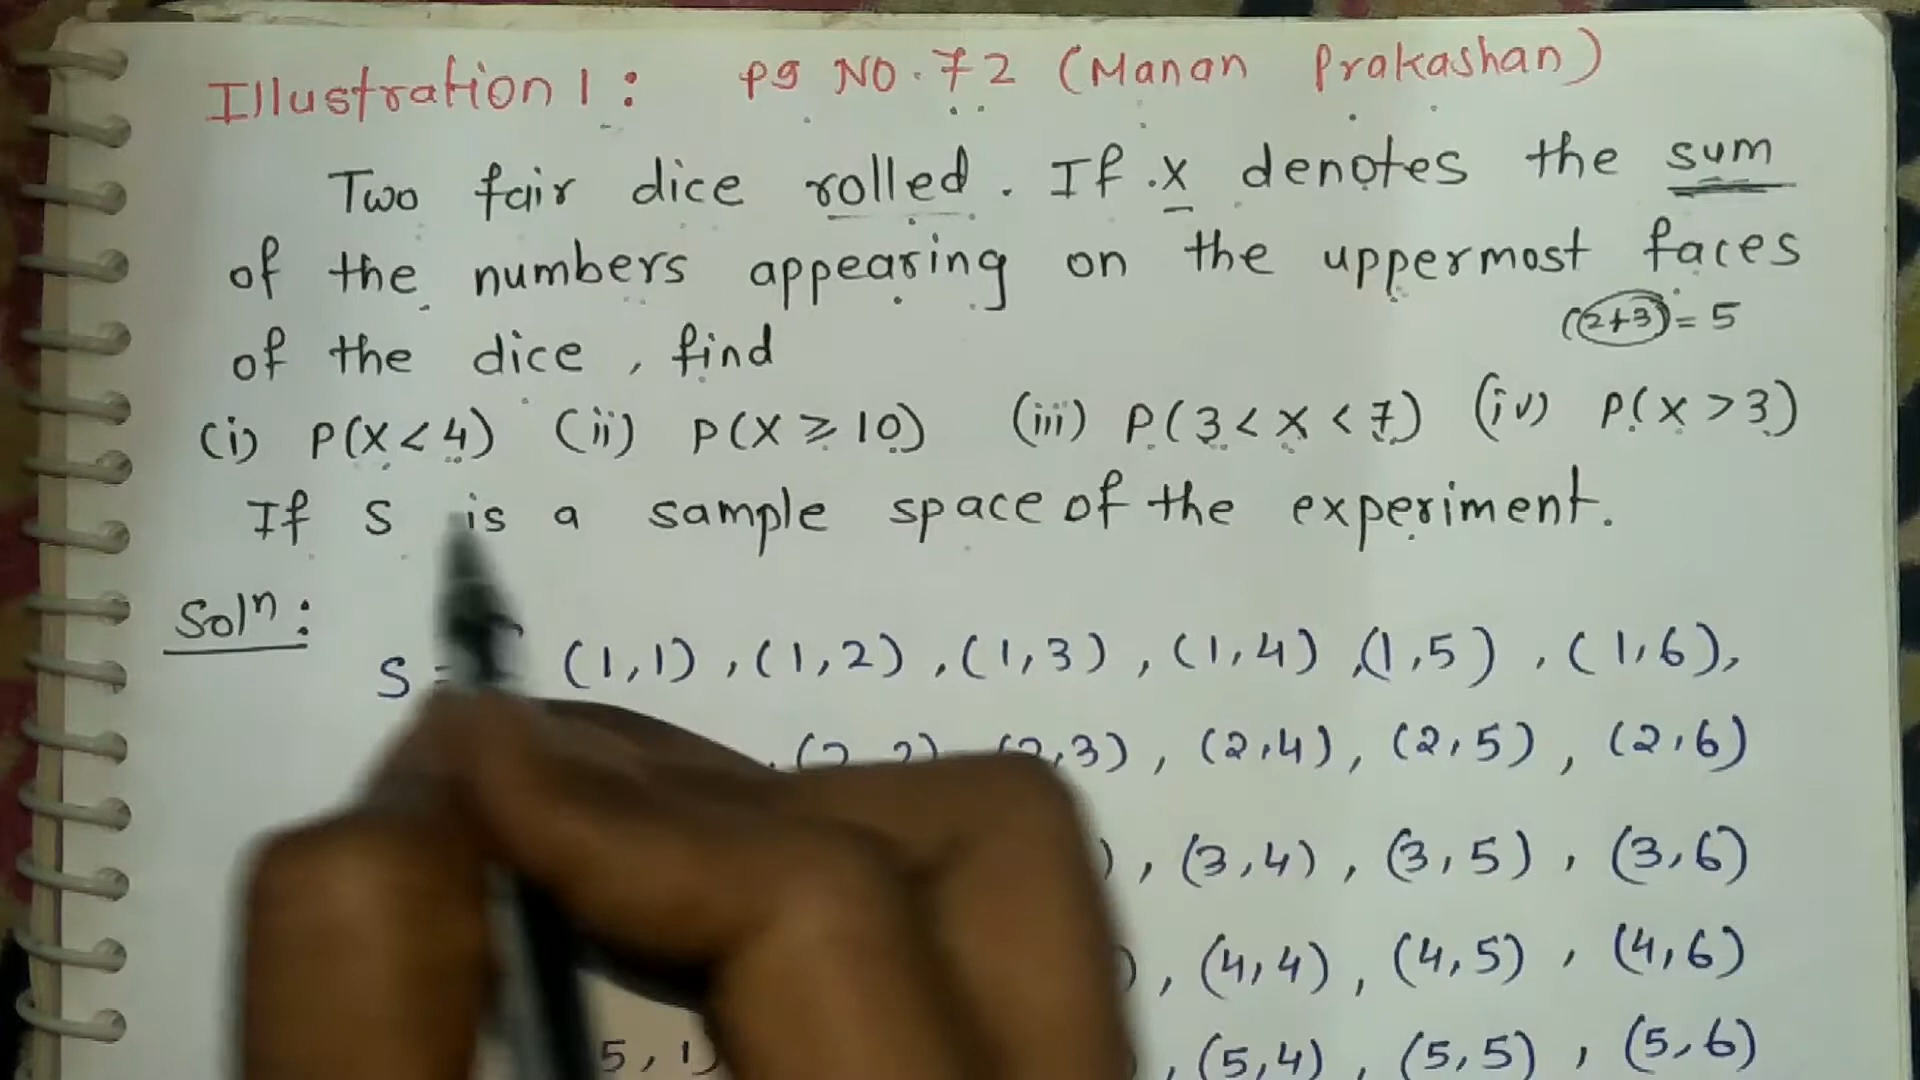 Illustration 1 : Pg NO. 72 (Manan Prakashan)
Two fair dice rolled. If X denotes the sum
of the numbers appearing on the uppermost faces
(2+3) = 5
of the dice, find
(i) P(X < 4) (ii) P(X ≥ 10) (iii) P(3 < X < 7) (iv) P(X > 3)
If S is a sample space of the experiment.
Solⁿ :
S = (1,1), (1,2), (1,3), (1,4), (1,5), (1,6),
(2,3), (2,4), (2,5), (2,6)
), (3,4), (3,5), (3,6)
), (4,4), (4,5), (4,6)
5,1) , (5,4), (5,5), (5,6)